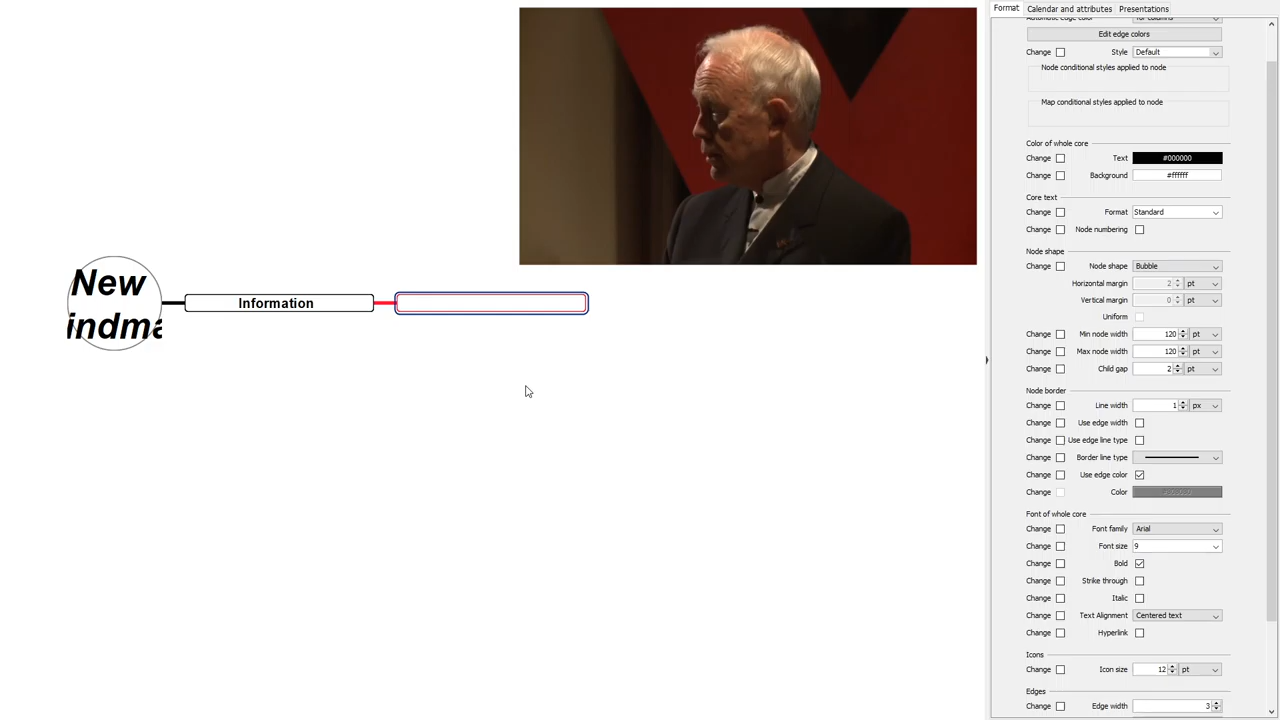 Format
Calendar and attributes
Presentations
Automatic Edge color
for columns
Edit edge colors
Change Style Default
Node conditional styles applied to node
Map conditional styles applied to node
Color of whole core
Change Text #000000
Change Background #ffffff
Core text
Change Format Standard
Change Node numbering
Node shape
Change Node shape Bubble
Horizontal margin 2 pt
Vertical margin 0 pt
Uniform
Change Min node width 120 pt
Change Max node width 120 pt
Change Child gap 2 pt
Node border
Change Line width 1 px
Change Use edge width
Change Use edge line type
Change Border line type
Change Use edge color
Change Color
Font of whole core
Change Font family Arial
Change Font size 9
Change Bold
Change Strike through
Change Italic
Change Text Alignment Centered text
Change Hyperlink
Icons
Change Icon size 12 pt
Edges
Change Edge width 3
New
indma
Information